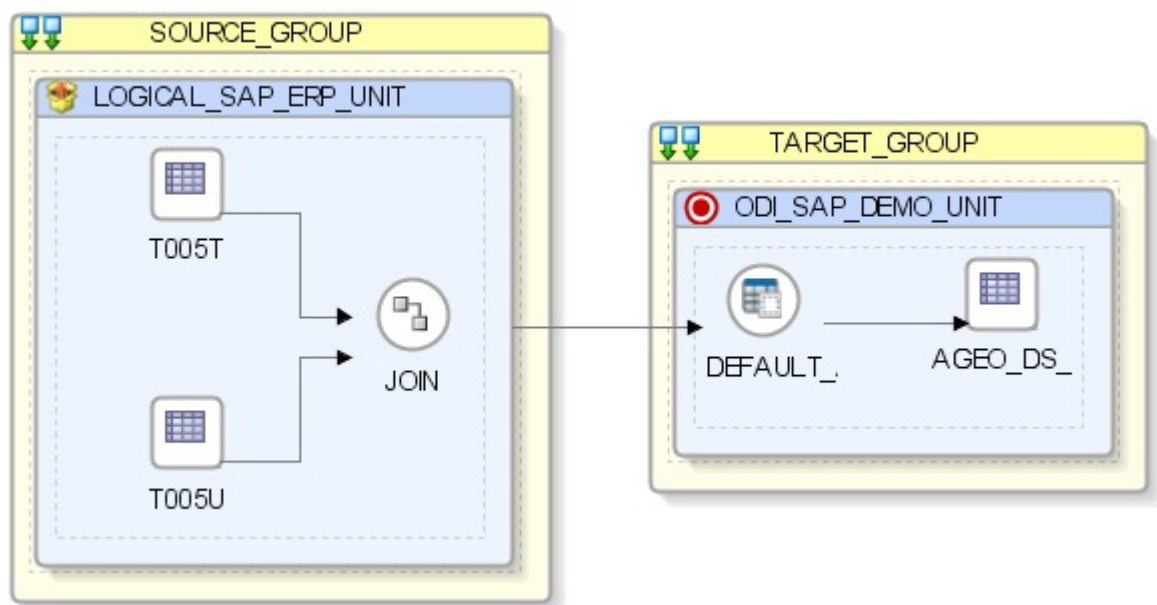 SOURCE_GROUP
LOGICAL_SAP_ERP_UNIT
T005T
JOIN
T005U
TARGET_GROUP
ODI_SAP_DEMO_UNIT
DEFAULT_.
AGEO_DS_